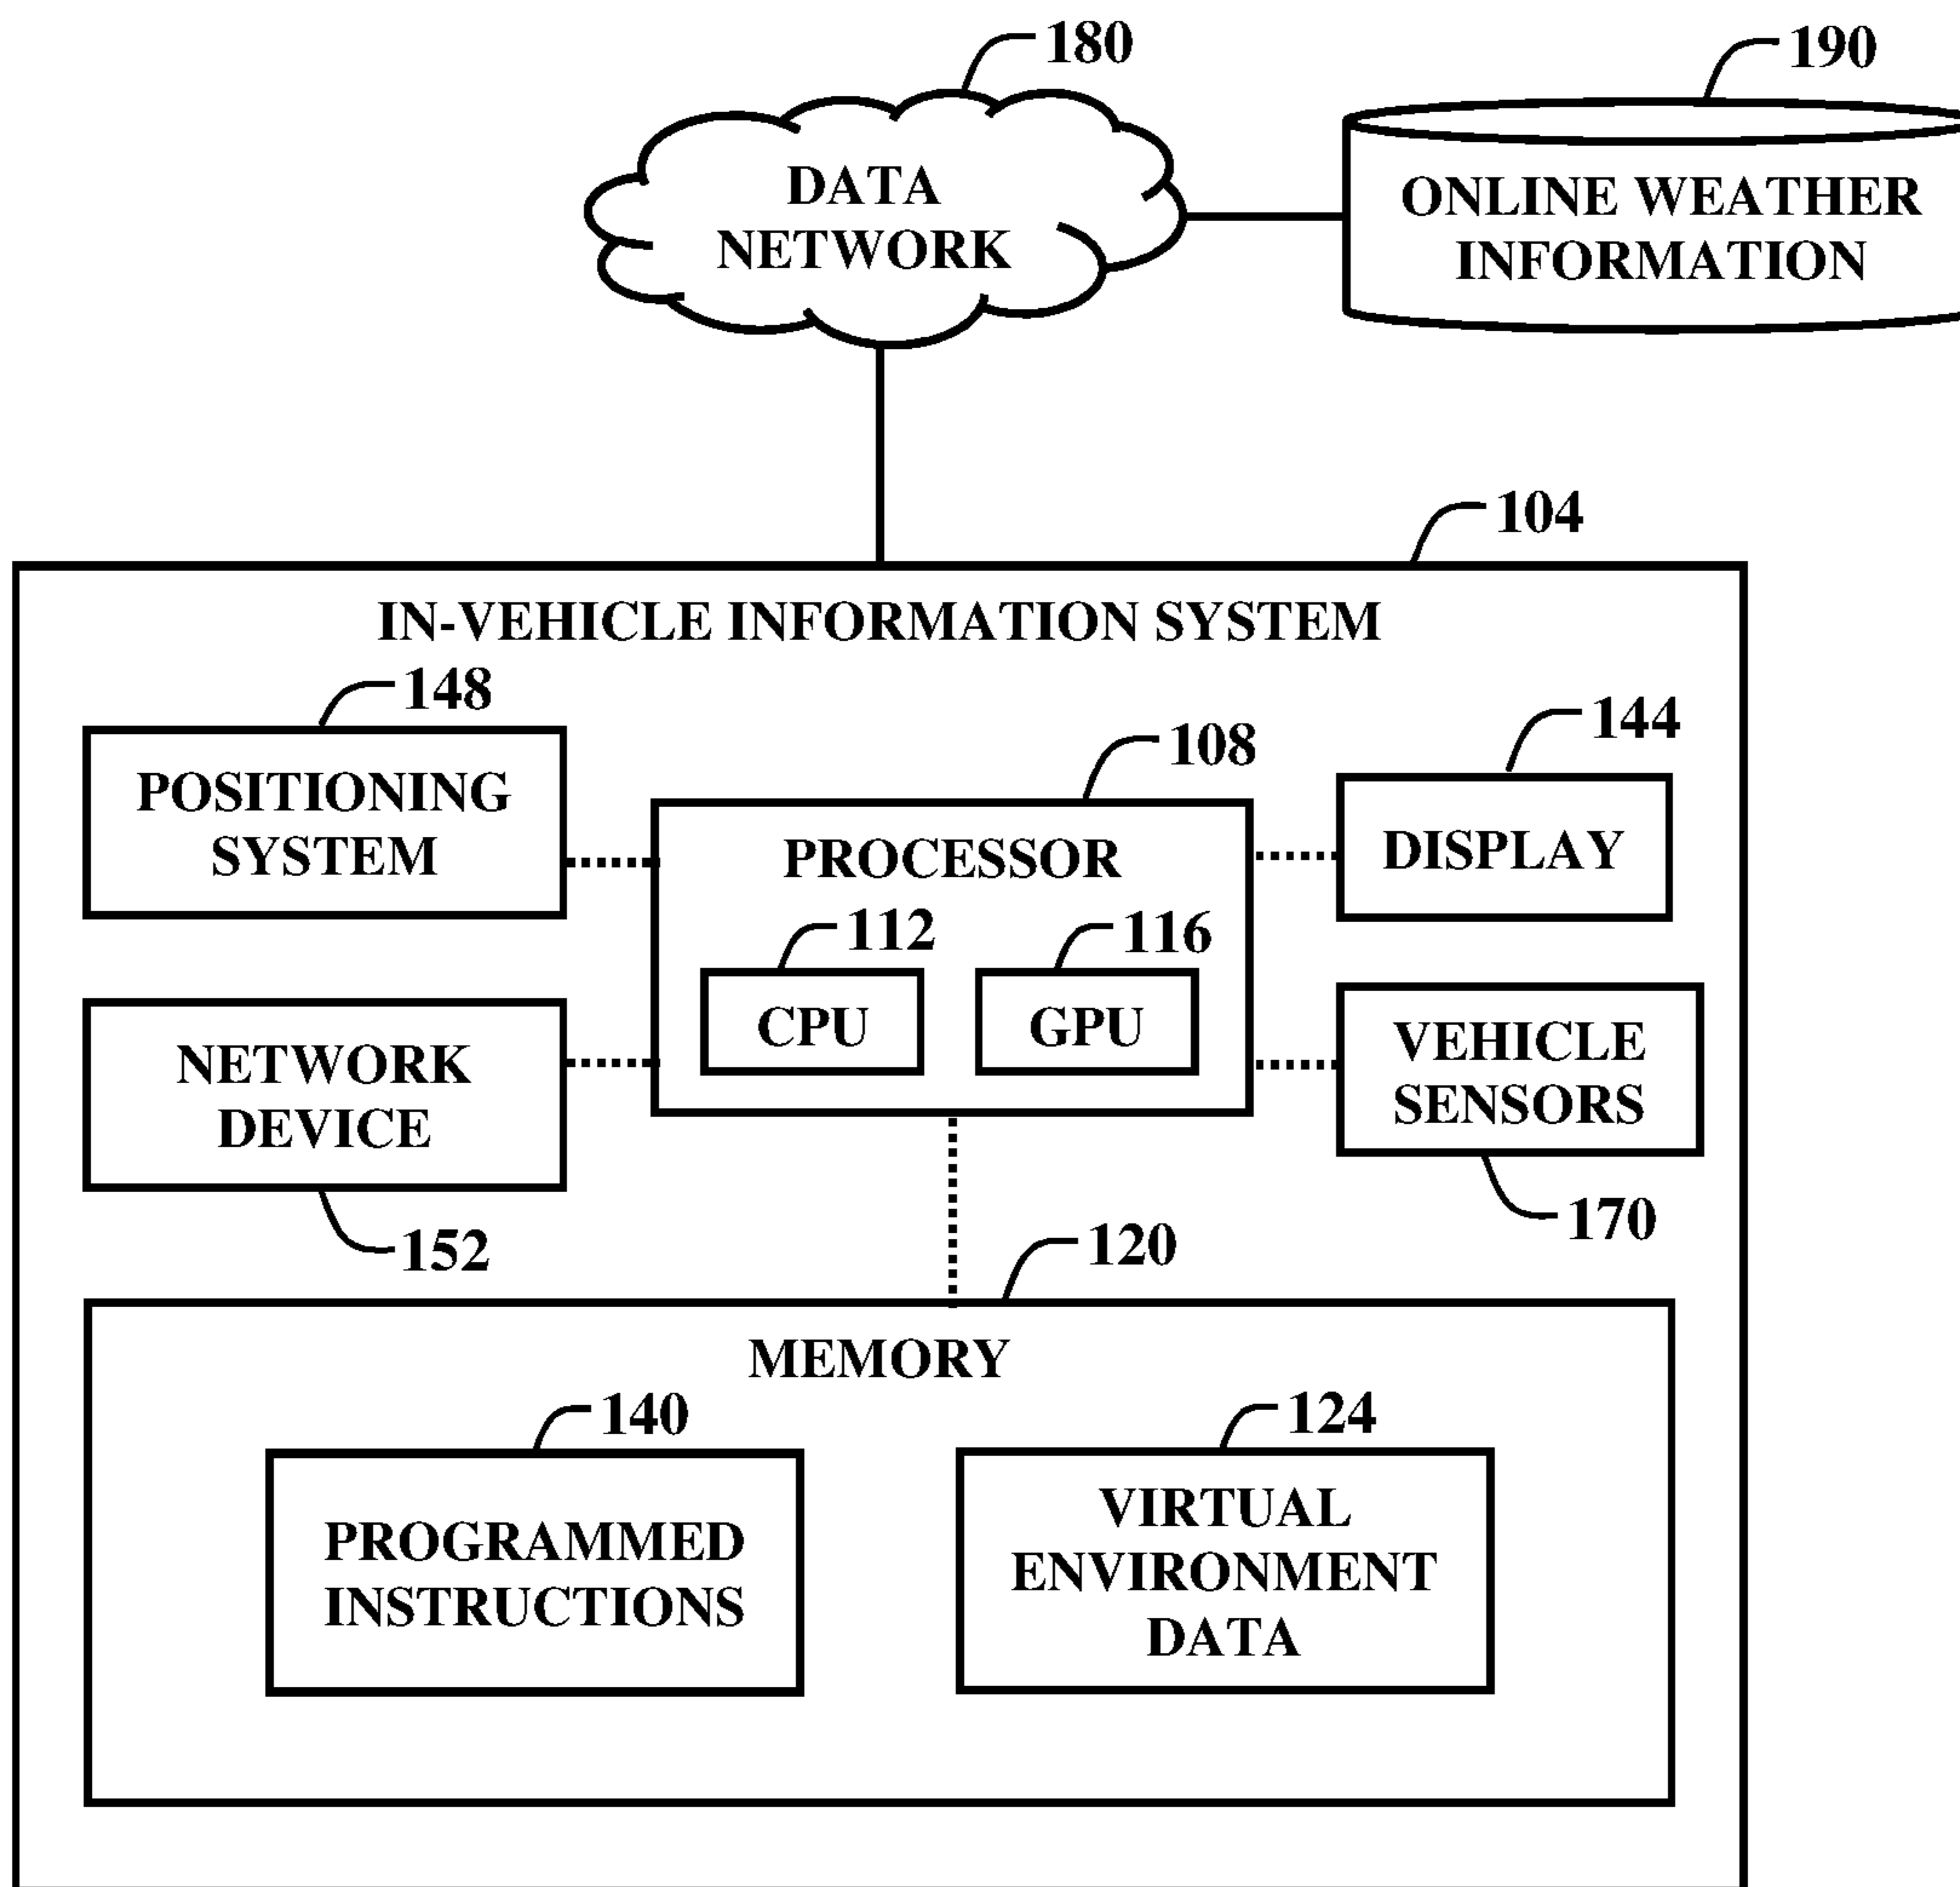 180
190
DATA
NETWORK
ONLINE WEATHER
INFORMATION
104
IN-VEHICLE INFORMATION SYSTEM
148
POSITIONING
SYSTEM
108
PROCESSOR
112
CPU
116
GPU
144
DISPLAY
NETWORK
DEVICE
152
VEHICLE
SENSORS
170
120
MEMORY
140
PROGRAMMED
INSTRUCTIONS
124
VIRTUAL
ENVIRONMENT
DATA